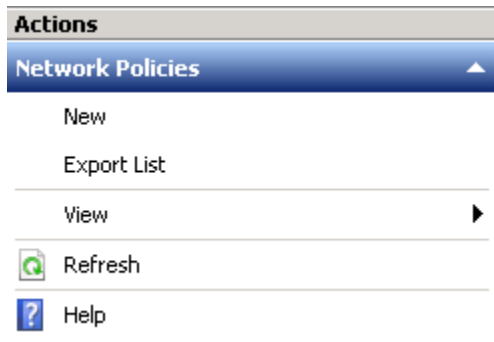 Actions
Network Policies
New
Export List
View
Refresh
Help